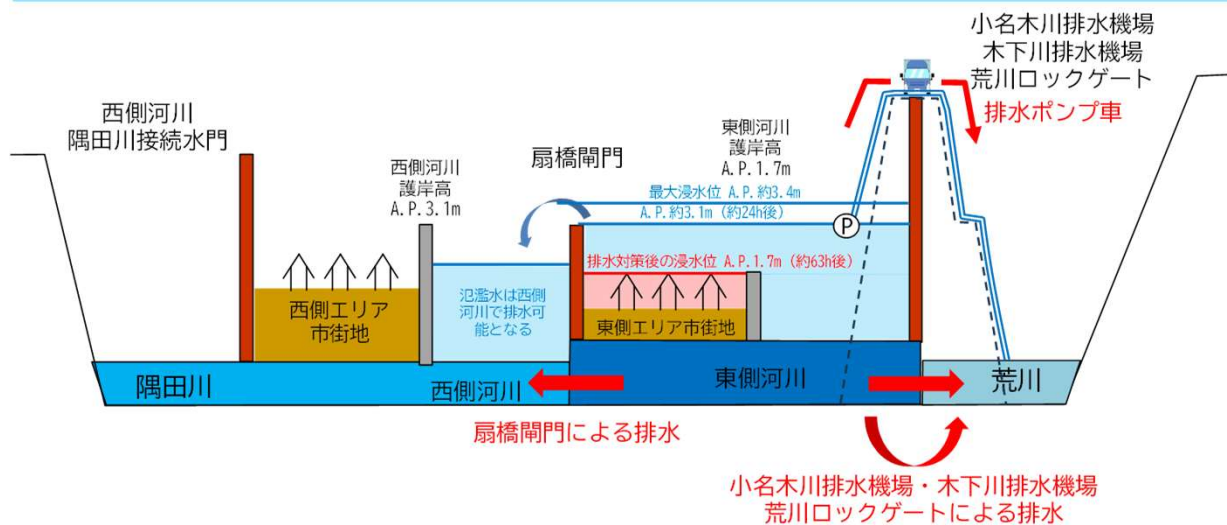 小名木川排水機場
木下川排水機場
荒川ロックゲート
排水ポンプ車
西側河川
隅田川接続水門
西側河川
護岸高
A.P.3.1m
扇橋閘門
東側河川
護岸高
A.P.1.7m
最大浸水位 A.P.約3.4m
A.P.約3.1m（約24h後）
P
排水対策後の浸水位 A.P.1.7m（約63h後）
氾濫水は西側
河川で排水可
能となる
西側エリア
市街地
東側エリア市街地
隅田川
西側河川
東側河川
荒川
扇橋閘門による排水
小名木川排水機場・木下川排水機場
荒川ロックゲートによる排水